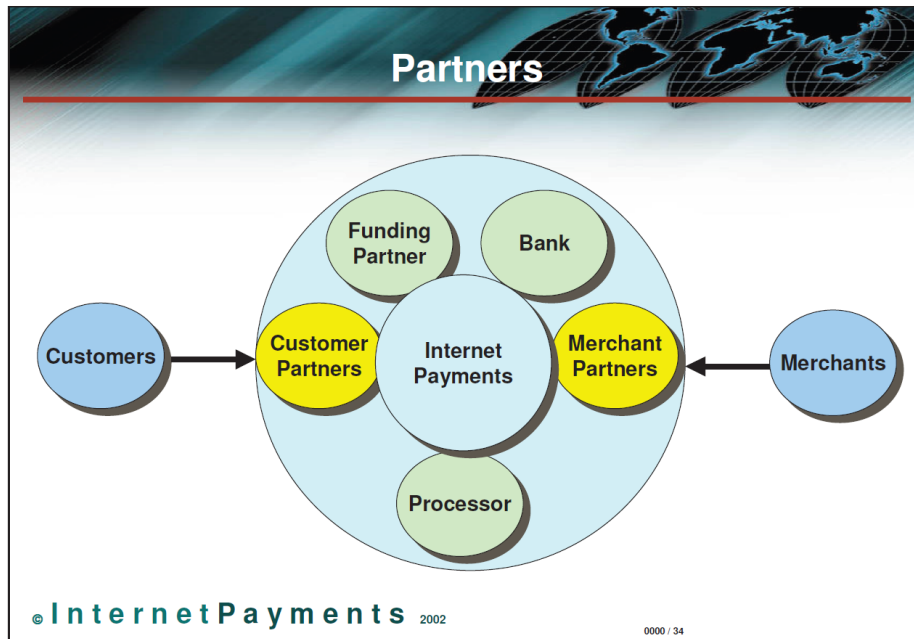 Partners
Funding
Partner
Bank
Customers
Customer
Partners
Internet
Payments
Merchant
Partners
Merchants
Processor
© InternetPayments 2002
0000 / 34